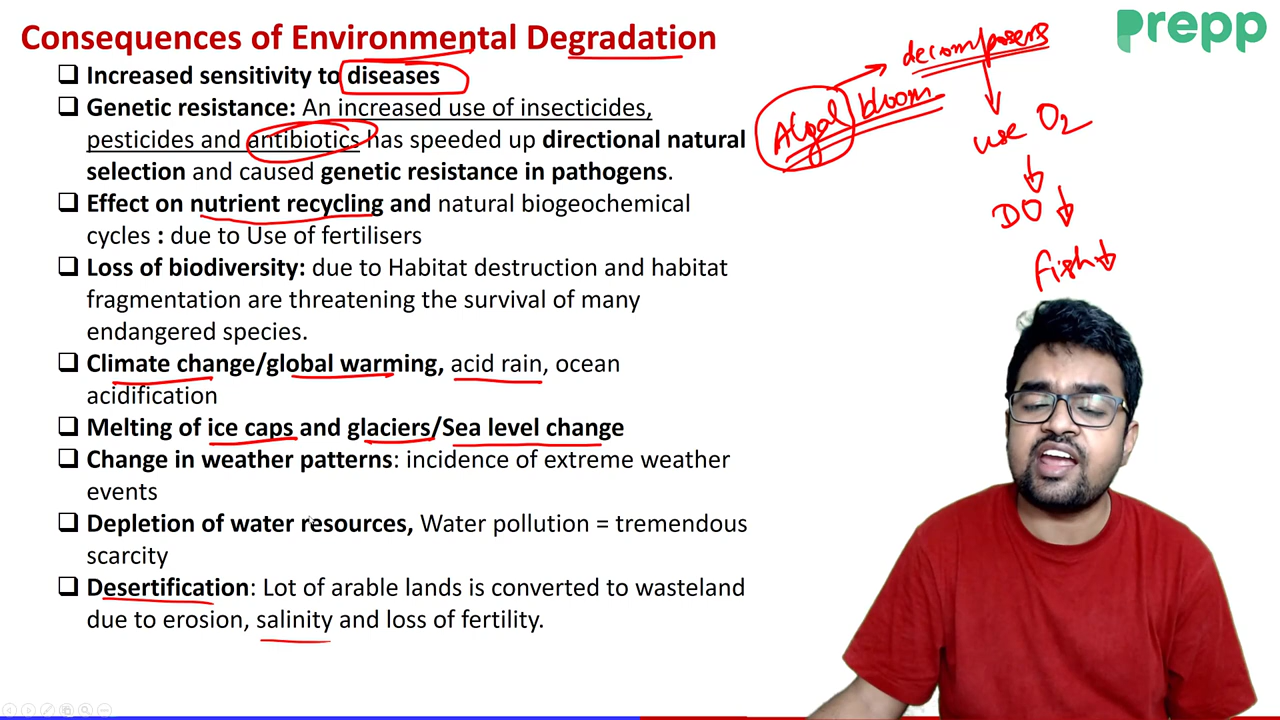 Consequences of Environmental Degradation
Increased sensitivity to diseases
Genetic resistance: An increased use of insecticides,
pesticides and antibiotics has speeded up directional natural
selection and caused genetic resistance in pathogens.
Effect on nutrient recycling and natural biogeochemical
cycles : due to Use of fertilisers
Loss of biodiversity: due to Habitat destruction and habitat
fragmentation are threatening the survival of many
endangered species.
Climate change/global warming, acid rain, ocean
acidification
Melting of ice caps and glaciers/Sea level change
Change in weather patterns: incidence of extreme weather
events
Depletion of water resources, Water pollution = tremendous
scarcity
Desertification: Lot of arable lands is converted to wasteland
due to erosion, salinity and loss of fertility.
Prepp
decomposers
Algal bloom
use O2
DO ↓
fish ↓